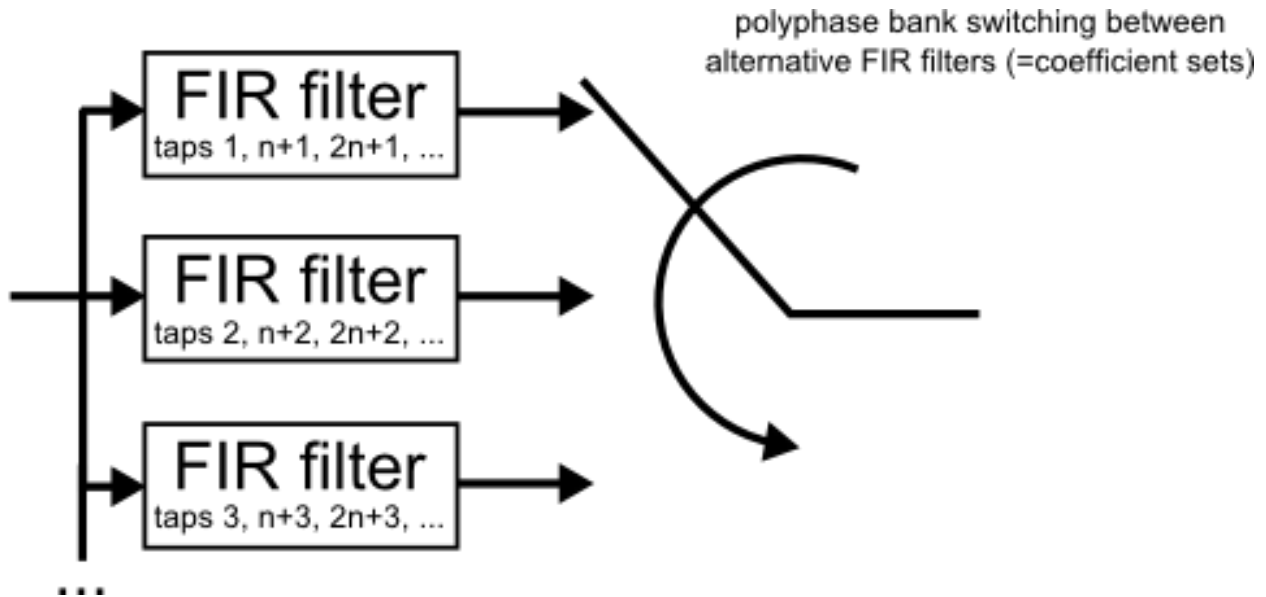 polyphase bank switching between
alternative FIR filters (=coefficient sets)
FIR filter
taps 1, n+1, 2n+1, ...
FIR filter
taps 2, n+2, 2n+2, ...
FIR filter
taps 3, n+3, 2n+3, ...
...